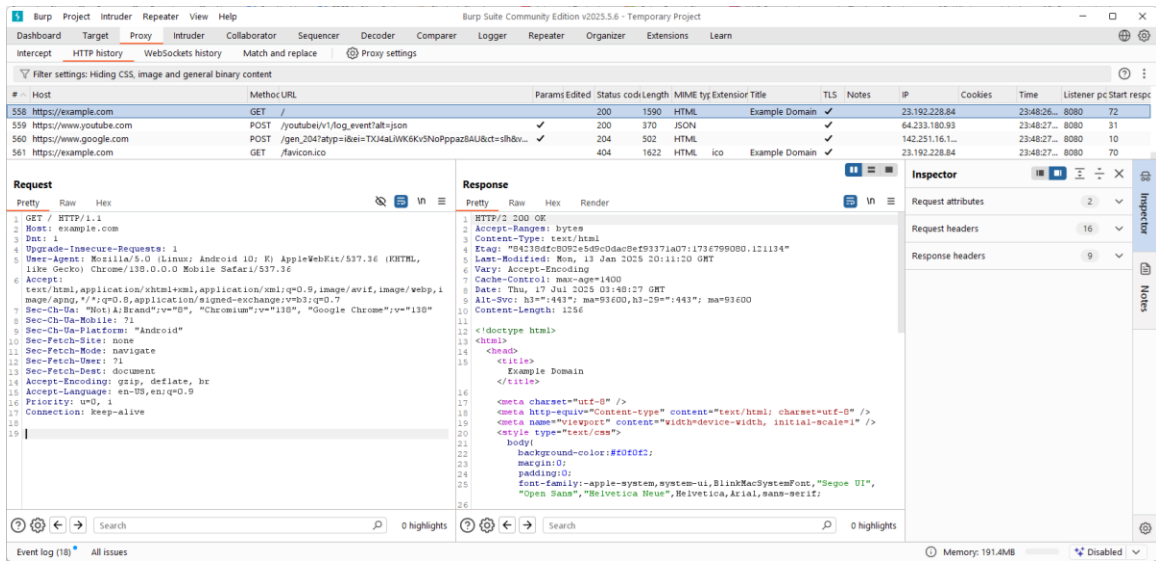 Burp Project Intruder Repeater View Help
Burp Suite Community Edition v2025.5.6 - Temporary Project
Dashboard Target Proxy Intruder Collaborator Sequencer Decoder Comparer Logger Repeater Organizer Extensions Learn
Intercept HTTP history WebSockets history Match and replace Proxy settings
Filter settings: Hiding CSS, image and general binary content
# Host Method URL Params Edited Status code Length MIME typ Extension Title TLS Notes IP Cookies Time Listener po Start respo
558 https://example.com GET / 200 1590 HTML Example Domain ✓ 23.192.228.84 23:48:26... 8080 72
559 https://www.youtube.com POST /youtubei/v1/log_event?alt=json ✓ 200 370 JSON ✓ 64.233.180.93 23:48:27... 8080 31
560 https://www.google.com POST ✓ 204 502 HTML ✓ 142.251.16.1... 23:48:27... 8080 10
561 https://example.com GET /favicon.ico 404 1622 HTML ico Example Domain ✓ 23.192.228.84 23:48:27... 8080 70
Request
Pretty Raw Hex
\n
1 GET / HTTP/1.1
2 Host: example.com
3 Dnt: 1
4 Upgrade-Insecure-Requests: 1
5 User-Agent: Mozilla/5.0 (Linux; Android 10; K) AppleWebKit/537.36 (KHTML,
like Gecko) Chrome/138.0.0.0 Mobile Safari/537.36
6 Accept:
text/html,application/xhtml+xml,application/xml;q=0.9,image/avif,image/webp,i
mage/apng,*/*;q=0.8,application/signed-exchange;v=b3;q=0.7
7 Sec-Ch-Ua: "Not)A;Brand";v="8", "Chromium";v="138", "Google Chrome";v="138"
8 Sec-Ch-Ua-Mobile: ?1
9 Sec-Ch-Ua-Platform: "Android"
10 Sec-Fetch-Site: none
11 Sec-Fetch-Mode: navigate
12 Sec-Fetch-User: ?1
13 Sec-Fetch-Dest: document
14 Accept-Encoding: gzip, deflate, br
15 Accept-Language: en-US,en;q=0.9
16 Priority: u=0, i
17 Connection: keep-alive
18
19
Search
0 highlights
Response
Pretty Raw Hex Render
\n
1 HTTP/2 200 OK
2 Accept-Ranges: bytes
3 Content-Type: text/html
4 Etag: "84238dfc8092e5d9c0dac8ef93371a07:1736799080.121134"
5 Last-Modified: Mon, 13 Jan 2025 20:11:20 GMT
6 Vary: Accept-Encoding
7 Cache-Control: max-age=1400
8 Date: Thu, 17 Jul 2025 03:48:27 GMT
9 Alt-Svc: h3=":443"; ma=93600,h3-29=":443"; ma=93600
10 Content-Length: 1256
11
12 <!doctype html>
13 <html>
14 <head>
15 <title>
Example Domain
</title>
16
17 <meta charset="utf-8" />
18 <meta http-equiv="Content-type" content="text/html; charset=utf-8" />
19 <meta name="viewport" content="width=device-width, initial-scale=1" />
20 <style type="text/css">
21 body{
22 background-color:#f0f0f2;
23 margin:0;
24 padding:0;
25 font-family:-apple-system,system-ui,BlinkMacSystemFont,"Segoe UI",
"Open Sans","Helvetica Neue",Helvetica,Arial,sans-serif;
26
Search
0 highlights
Inspector
Request attributes 2
Request headers 16
Response headers 9
Inspector
Notes
Event log (18) All issues
Memory: 191.4MB
Disabled